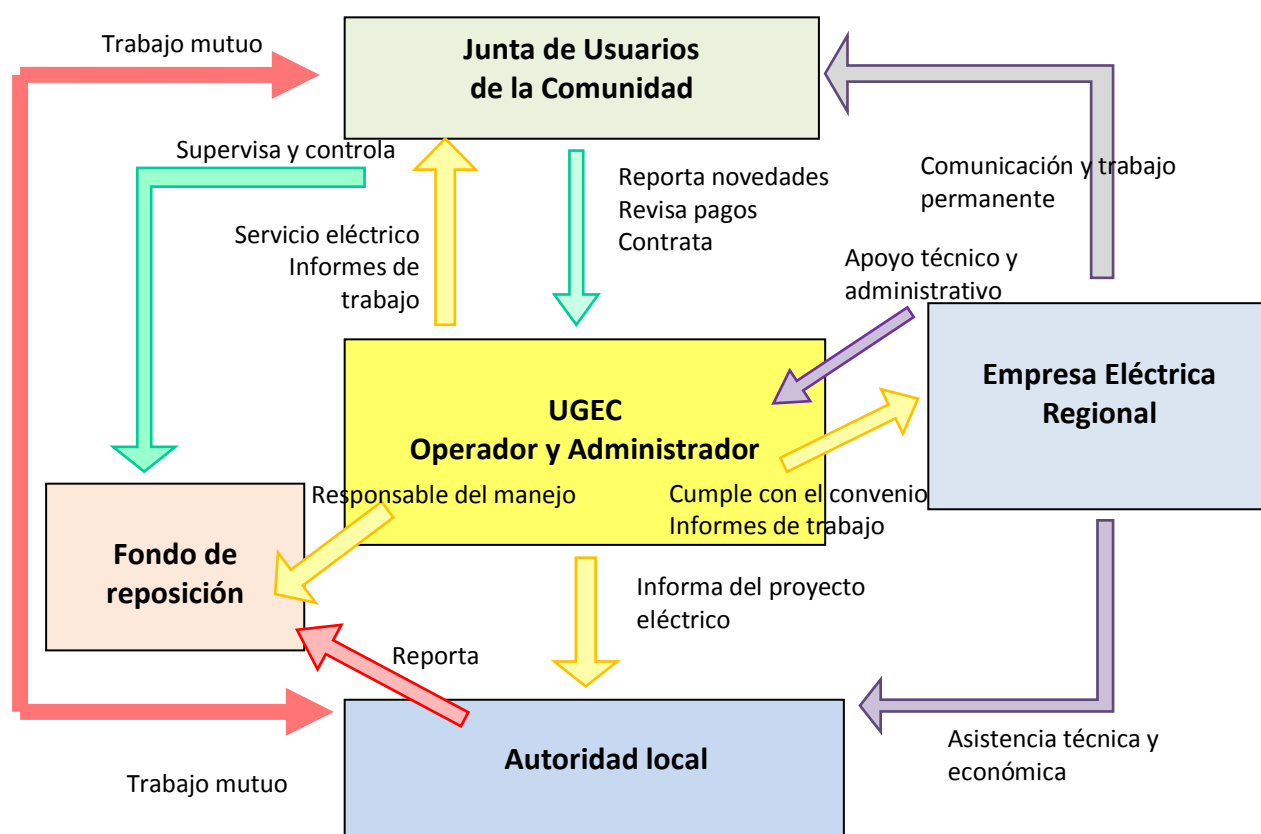 Trabajo mutuo
Junta de Usuarios
de la Comunidad
Supervisa y controla
Servicio eléctrico
Informes de
trabajo
Reporta novedades
Revisa pagos
Contrata
Comunicación y trabajo
permanente
Apoyo técnico y
administrativo
Empresa Eléctrica
Regional
UGEC
Operador y Administrador
Responsable del manejo
Cumple con el convenio
Informes de trabajo
Fondo de
reposición
Informa del proyecto
eléctrico
Reporta
Autoridad local
Trabajo mutuo
Asistencia técnica y
económica